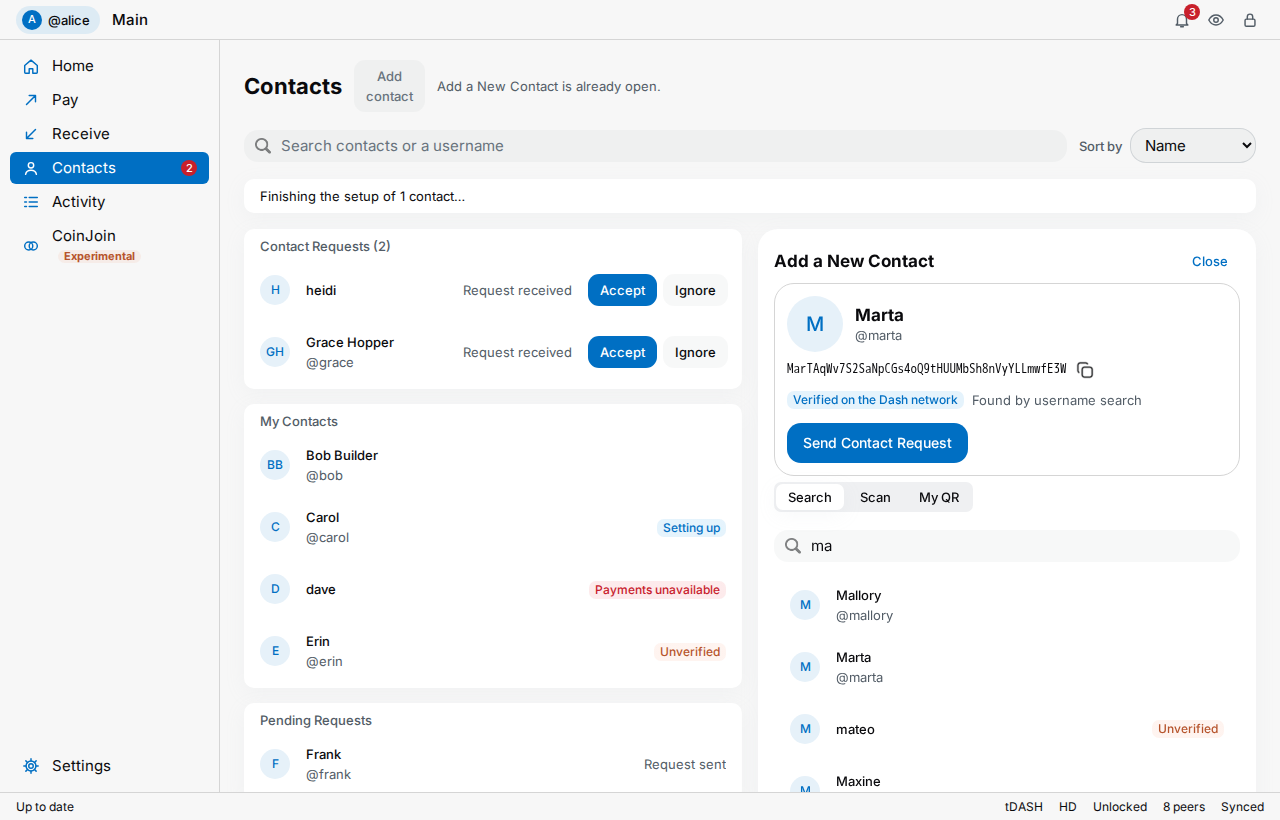 A @alice Main 3
Home
Pay
Receive
Contacts 2
Activity
CoinJoin
Experimental
Settings
Contacts
Add contact
Add a New Contact is already open.
Search contacts or a username
Sort by Name
Finishing the setup of 1 contact...
Contact Requests (2)
H heidi Request received Accept Ignore
GH Grace Hopper
@grace
Request received Accept Ignore
My Contacts
BB Bob Builder
@bob
C Carol
@carol
Setting up
D dave Payments unavailable
E Erin
@erin
Unverified
Pending Requests
F Frank
@frank
Request sent
Add a New Contact Close
M Marta
@marta
MarTAqWv7S2SaNpCGs4oQ9tHUUMbSh8nVyYLLmwfE3W
Verified on the Dash network Found by username search
Send Contact Request
Search Scan My QR
ma
M Mallory
@mallory
M Marta
@marta
M mateo Unverified
M Maxine
Up to date tDASH HD Unlocked 8 peers Synced